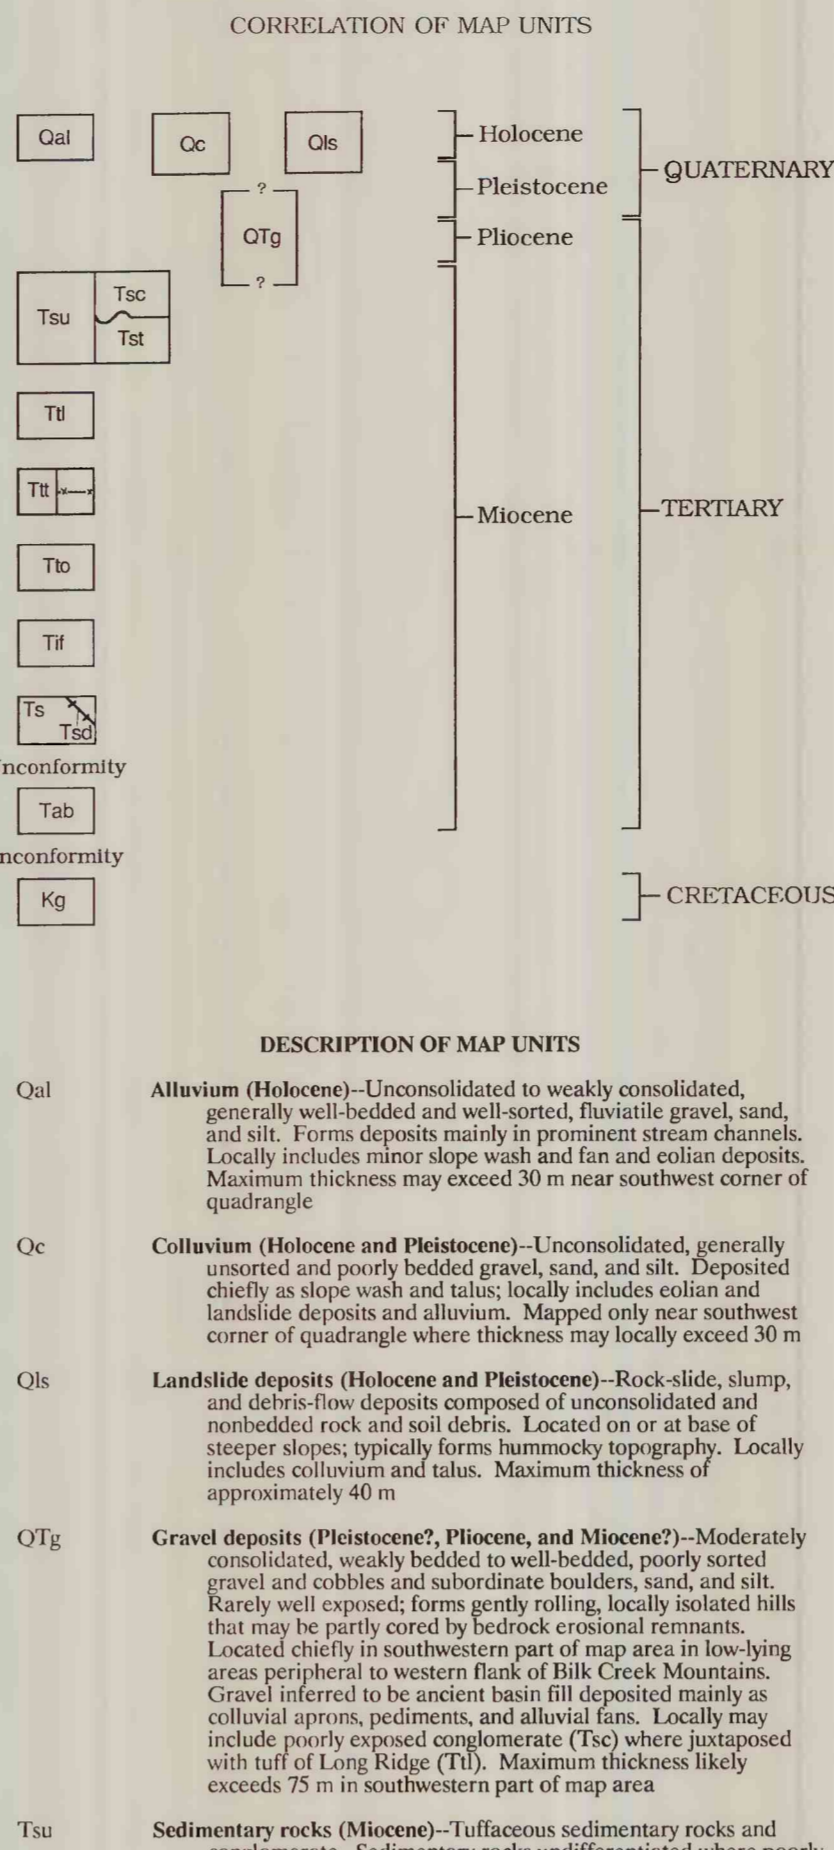 CORRELATION OF MAP UNITS
Qal
Qc
Qls
Holocene
QUATERNARY
Pleistocene
?
QTg
Pliocene
?
Tsu
Tsc
Tst
Ttl
Ttt
Miocene
TERTIARY
Tto
Tif
Ts
Tsd
nconformity
Tab
nconformity
Kg
CRETACEOUS
DESCRIPTION OF MAP UNITS
Qal Alluvium (Holocene)--Unconsolidated to weakly consolidated,
generally well-bedded and well-sorted, fluviatile gravel, sand,
and silt. Forms deposits mainly in prominent stream channels.
Locally includes minor slope wash and fan and eolian deposits.
Maximum thickness may exceed 30 m near southwest corner of
quadrangle
Qc Colluvium (Holocene and Pleistocene)--Unconsolidated, generally
unsorted and poorly bedded gravel, sand, and silt. Deposited
chiefly as slope wash and talus; locally includes eolian and
landslide deposits and alluvium. Mapped only near southwest
corner of quadrangle where thickness may locally exceed 30 m
Qls Landslide deposits (Holocene and Pleistocene)--Rock-slide, slump,
and debris-flow deposits composed of unconsolidated and
nonbedded rock and soil debris. Located on or at base of
steeper slopes; typically forms hummocky topography. Locally
includes colluvium and talus. Maximum thickness of
approximately 40 m
QTg Gravel deposits (Pleistocene?, Pliocene, and Miocene?)--Moderately
consolidated, weakly bedded to well-bedded, poorly sorted
gravel and cobbles and subordinate boulders, sand, and silt.
Rarely well exposed; forms gently rolling, locally isolated hills
that may be partly cored by bedrock erosional remnants.
Located chiefly in southwestern part of map area in low-lying
areas peripheral to western flank of Bilk Creek Mountains.
Gravel inferred to be ancient basin fill deposited mainly as
colluvial aprons, pediments, and alluvial fans. Locally may
include poorly exposed conglomerate (Tsc) where juxtaposed
with tuff of Long Ridge (Ttl). Maximum thickness likely
exceeds 75 m in southwestern part of map area
Tsu Sedimentary rocks (Miocene)--Tuffaceous sedimentary rocks and
conglomerate. Sedimentary rocks undifferentiated where poorly